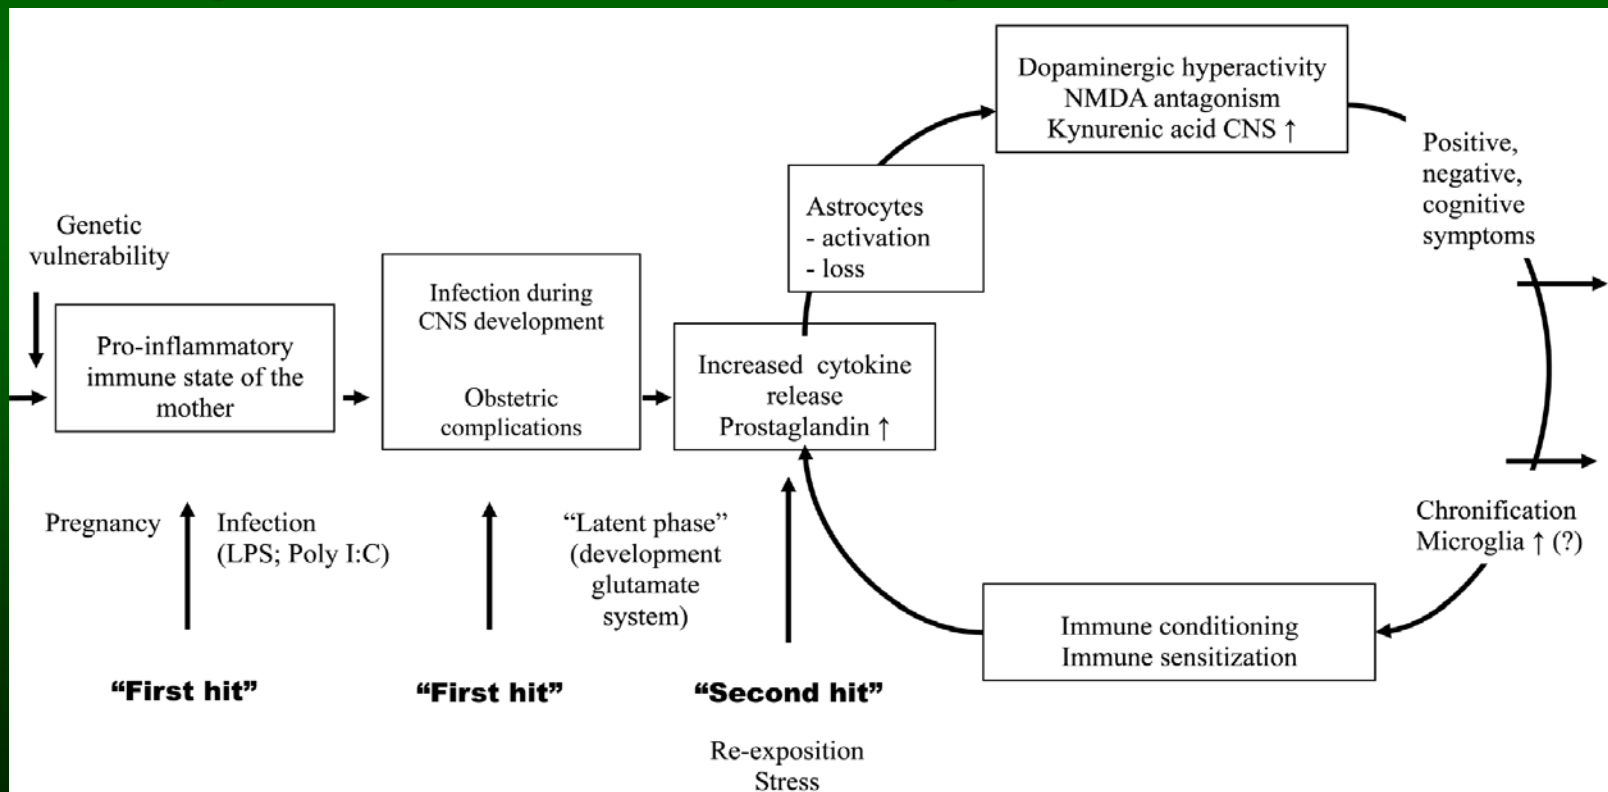 Genetic
vulnerability
Pro-inflammatory
immune state of the
mother
Pregnancy
Infection
(LPS; Poly I:C)
“First hit”
Infection during
CNS development
Obstetric
complications
“First hit”
“Latent phase”
(development
glutamate
system)
Increased cytokine
release
Prostaglandin ↑
“Second hit”
Re-exposition
Stress
Astrocytes
- activation
- loss
Dopaminergic hyperactivity
NMDA antagonism
Kynurenic acid CNS ↑
Positive,
negative,
cognitive
symptoms
Chronification
Microglia ↑ (?)
Immune conditioning
Immune sensitization